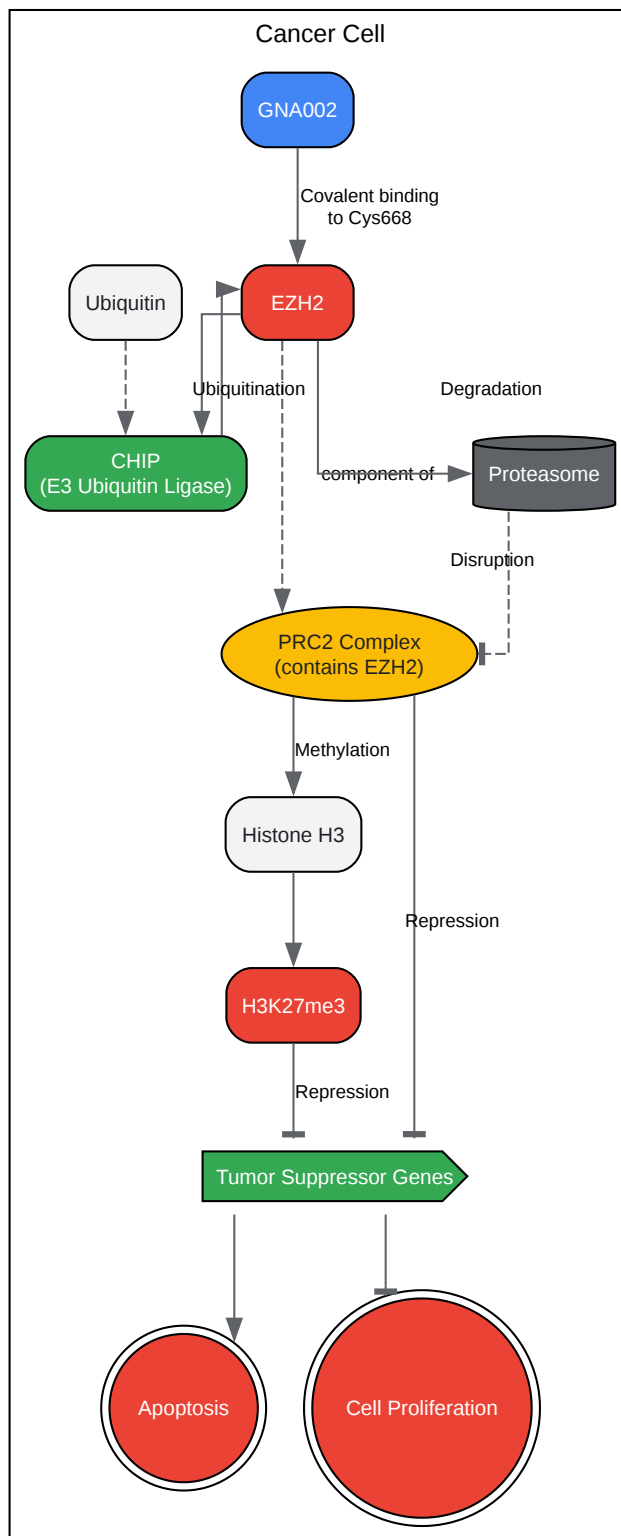 Cancer Cell
GNA002
Covalent binding
to Cys668
Ubiquitin
EZH2
Ubiquitination
Degradation
CHIP
(E3 Ubiquitin Ligase)
component of
Proteasome
Disruption
PRC2 Complex
(contains EZH2)
Methylation
Histone H3
Repression
H3K27me3
Repression
Tumor Suppressor Genes
Apoptosis
Cell Proliferation